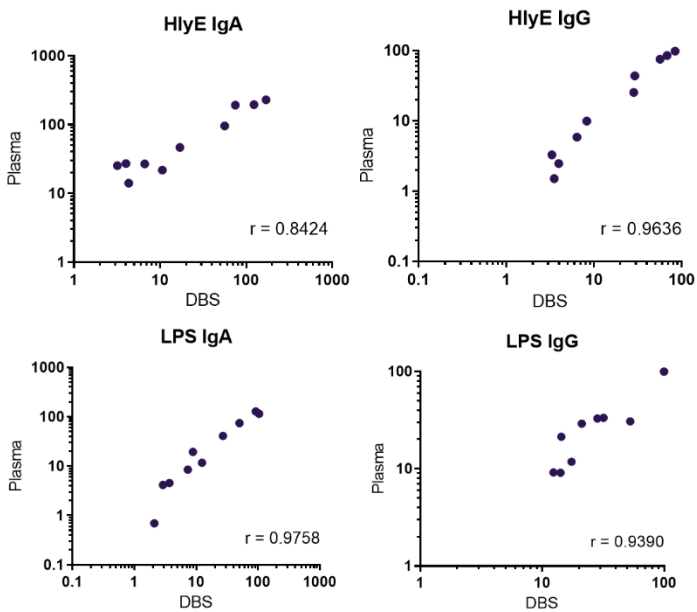 HlyE IgA
1000
100
10
1
Plasma
r = 0.8424
1 10 100 1000
DBS
HlyE IgG
100
10
1
0.1
Plasma
r = 0.9636
0.1 1 10 100
DBS
LPS IgA
1000
100
10
1
0.1
Plasma
r = 0.9758
0.1 1 10 100 1000
DBS
LPS IgG
100
10
1
Plasma
r = 0.9390
1 10 100
DBS